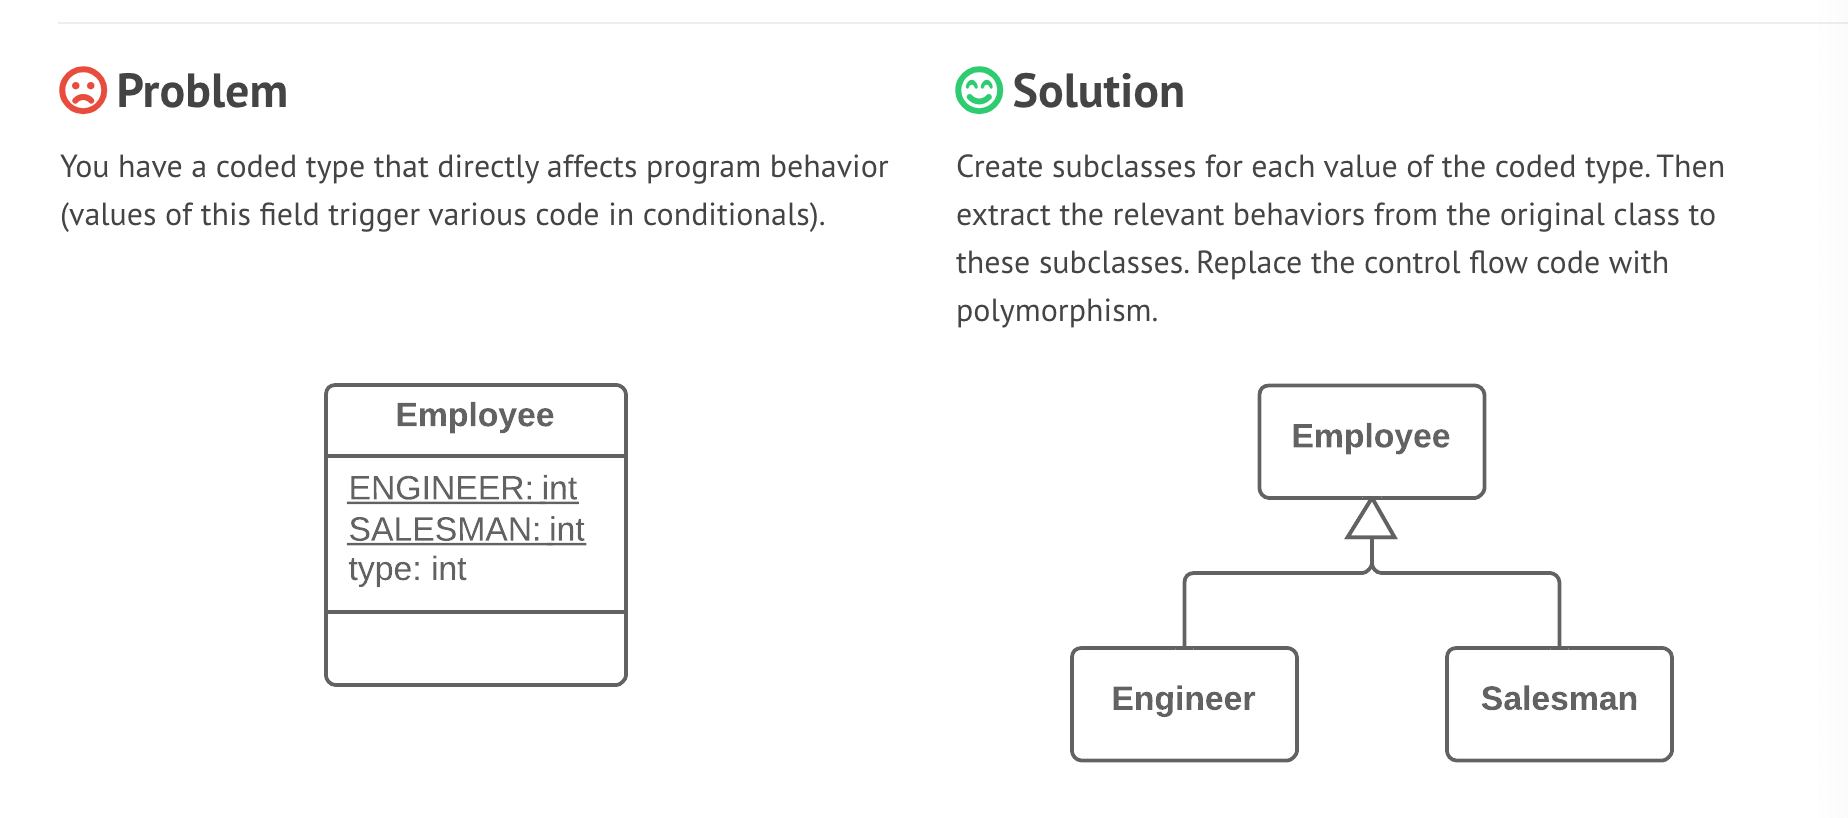 Problem
You have a coded type that directly affects program behavior
(values of this field trigger various code in conditionals).
Employee
ENGINEER: int
SALESMAN: int
type: int
Solution
Create subclasses for each value of the coded type. Then
extract the relevant behaviors from the original class to
these subclasses. Replace the control flow code with
polymorphism.
Employee
Engineer
Salesman